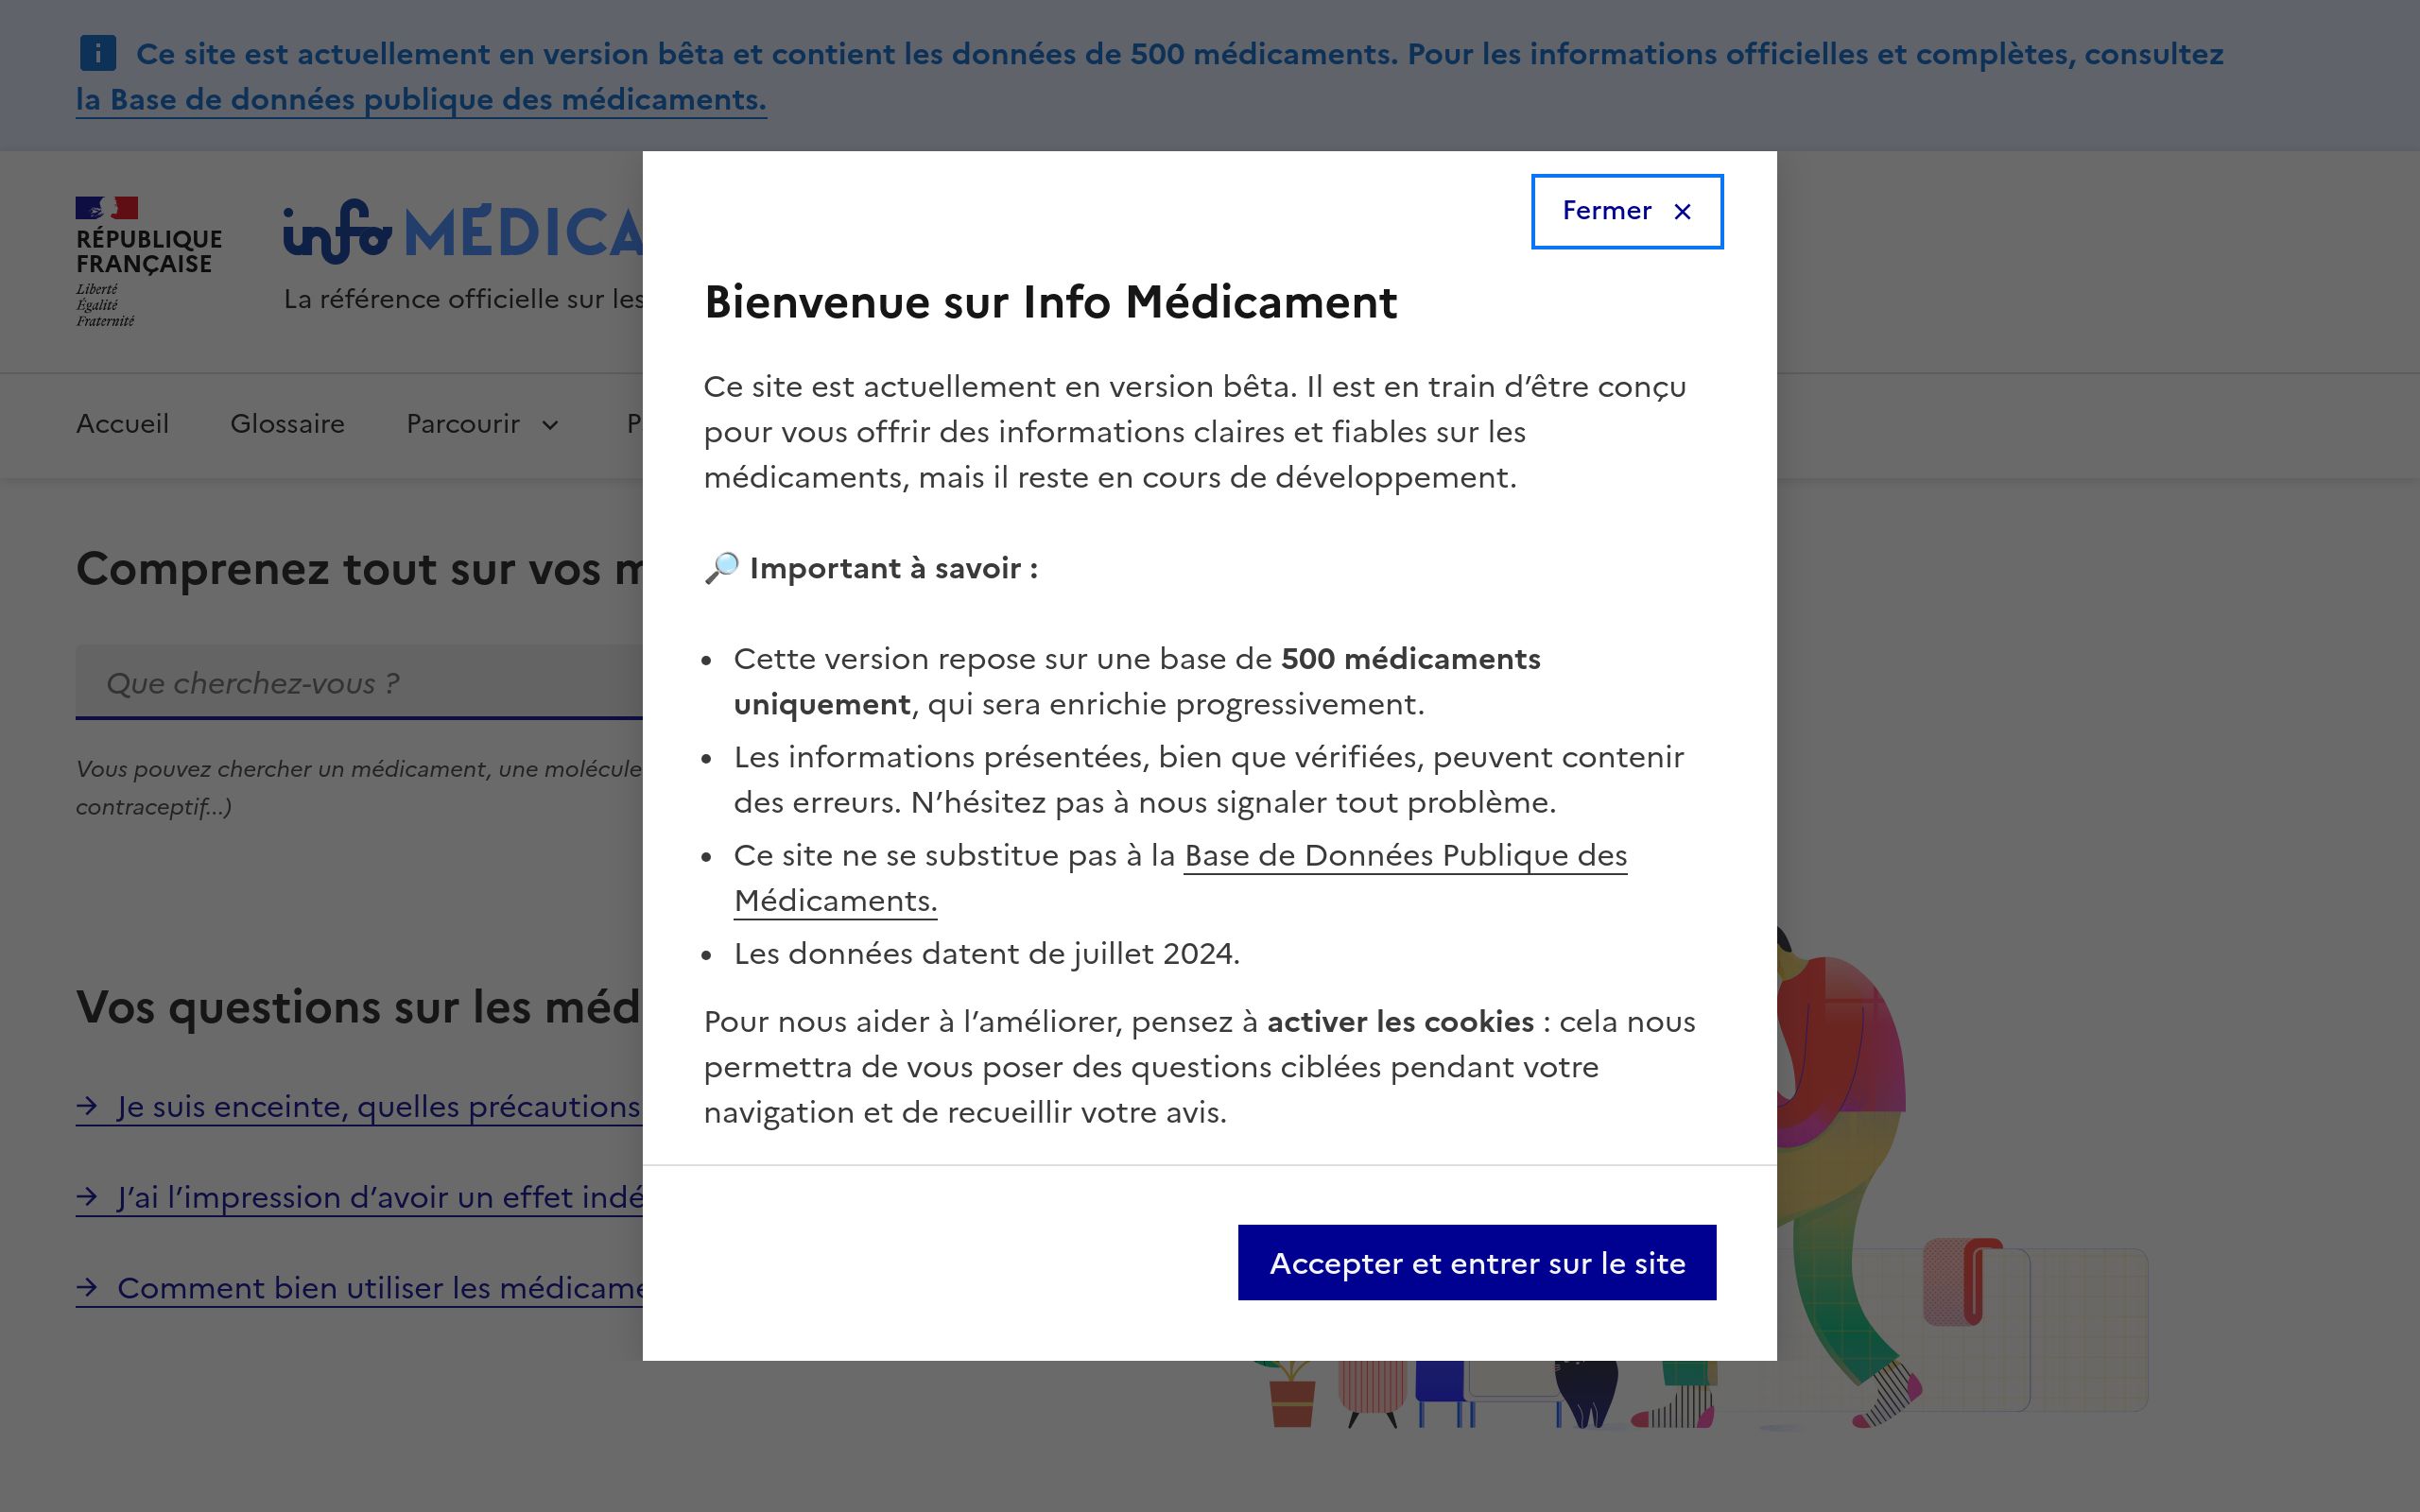 Ce site est actuellement en version bêta et contient les données de 500 médicaments. Pour les informations officielles et complètes, consultez
la Base de données publique des médicaments.
RÉPUBLIQUE
FRANÇAISE
Liberté
Égalité
Fraternité
info
La référence officielle sur les
Accueil
Glossaire
Parcourir
Comprenez tout sur vos
Que cherchez-vous ?
Vous pouvez chercher un médicament, une molécule
contraceptif...)
Vos questions sur les
Je suis enceinte, quelles précautions
J’ai l’impression d’avoir un effet
Comment bien utiliser les
Fermer
Bienvenue sur Info Médicament
Ce site est actuellement en version bêta. Il est en train d’être conçu
pour vous offrir des informations claires et fiables sur les
médicaments, mais il reste en cours de développement.
🔎 Important à savoir :
• Cette version repose sur une base de 500 médicaments
uniquement, qui sera enrichie progressivement.
• Les informations présentées, bien que vérifiées, peuvent contenir
des erreurs. N’hésitez pas à nous signaler tout problème.
• Ce site ne se substitue pas à la Base de Données Publique des
Médicaments.
• Les données datent de juillet 2024.
Pour nous aider à l’améliorer, pensez à activer les cookies : cela nous
permettra de vous poser des questions ciblées pendant votre
navigation et de recueillir votre avis.
Accepter et entrer sur le site